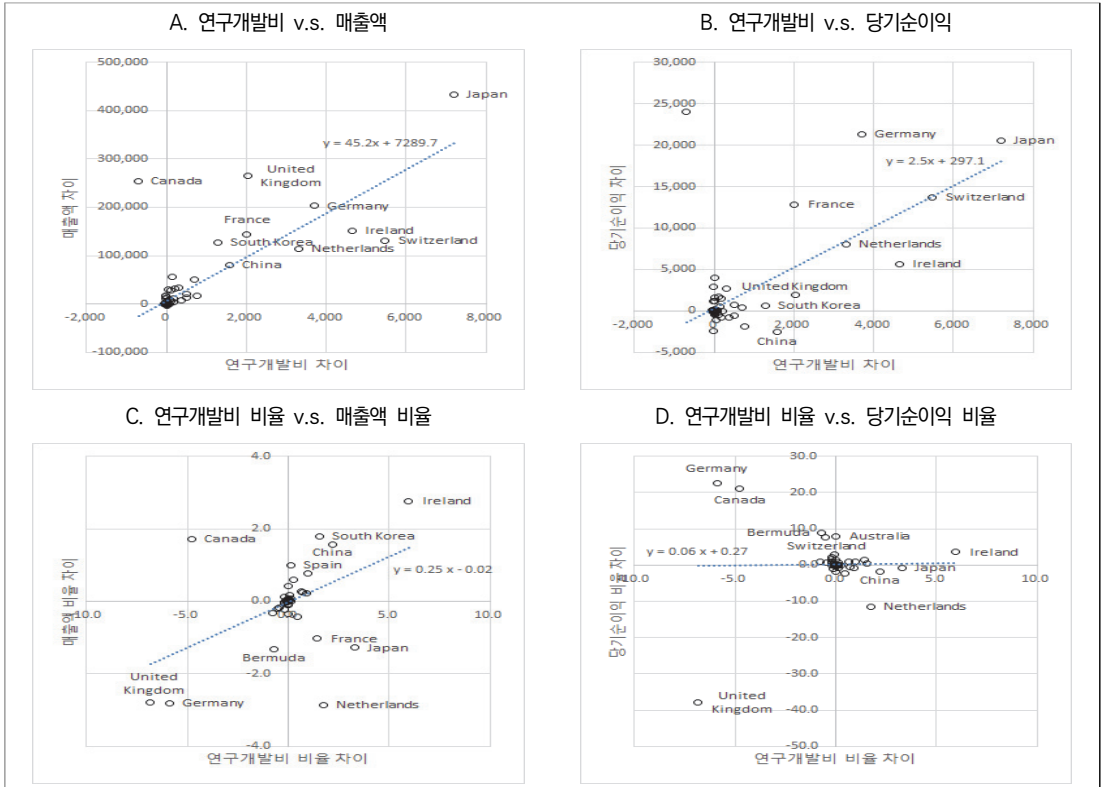 A. 연구개발비 v.s. 매출액
500,000
400,000
300,000
200,000
100,000
0
-100,000
-2,000
0
2,000
4,000
6,000
8,000
매출액 차이
연구개발비 차이
Japan
y = 45.2x + 7289.7
Canada
United
Kingdom
Germany
France
Ireland
South Korea
Switzerland
Netherlands
China
B. 연구개발비 v.s. 당기순이익
30,000
25,000
20,000
15,000
10,000
5,000
0
-5,000
-2,000
0
2,000
4,000
6,000
8,000
당기순이익 차이
연구개발비 차이
Germany
Japan
y = 2.5x + 297.1
Switzerland
France
Netherlands
Ireland
United Kingdom
South Korea
China
C. 연구개발비 비율 v.s. 매출액 비율
4.0
2.0
0.0
-2.0
-4.0
-10.0
-5.0
0.0
5.0
10.0
매출액 비율 차이
연구개발비 비율 차이
Ireland
Canada
South Korea
China
Spain
y = 0.25 x - 0.02
France
Japan
Bermuda
United
Kingdom
Germany
Netherlands
D. 연구개발비 비율 v.s. 당기순이익 비율
30.0
20.0
10.0
0.0
-10.0
-20.0
-30.0
-40.0
-50.0
-10.0
-5.0
0.0
5.0
10.0
당기순이익 비율 차이
연구개발비 비율 차이
Germany
Canada
Bermuda
Australia
Switzerland
y = 0.06 x + 0.27
Ireland
Japan
China
Netherlands
United
Kingdom